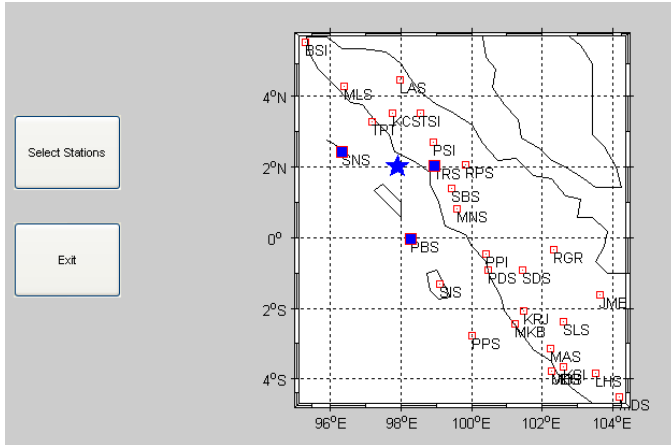 Select Stations
Exit
BSI
MLS
LAS
TPT
KCS
TSI
PSI
SNS
TRS
RPS
SBS
MNS
PBS
PPI
RGR
PDS
SDS
SIS
JME
KRJ
MKB
SLS
PPS
MAS
LHS
4°N
2°N
0°
2°S
4°S
96°E
98°E
100°E
102°E
104°E